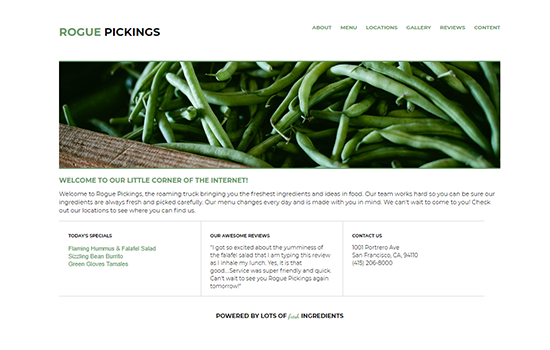 ROGUE PICKINGS
ABOUT MENU LOCATIONS GALLERY REVIEWS CONTENT
WELCOME TO OUR LITTLE CORNER OF THE INTERNET!
Welcome to Rogue Pickings, the roaming truck bringing you the freshest ingredients and ideas in food. Our team works hard so you can be sure our
ingredients are always fresh and picked carefully. Our menu changes every day and is made with you in mind. We can't wait to come to you! Check
out our locations to see where you can find us.
TODAY'S SPECIALS
Flaming Hummus & Falafel Salad
Sizzling Bean Burrito
Green Gloves Tamales
OUR AWESOME REVIEWS
"I got so excited about the yumminess of
the falafel salad that I am typing this review
as I inhale my lunch. Yes, it is that
good....Service was super friendly and quick.
Can't wait to see you Rogue Pickings again
tomorrow!"
CONTACT US
1001 Portrero Ave
San Francisco, CA, 94110
(415) 206-8000
POWERED BY LOTS OF fresh INGREDIENTS